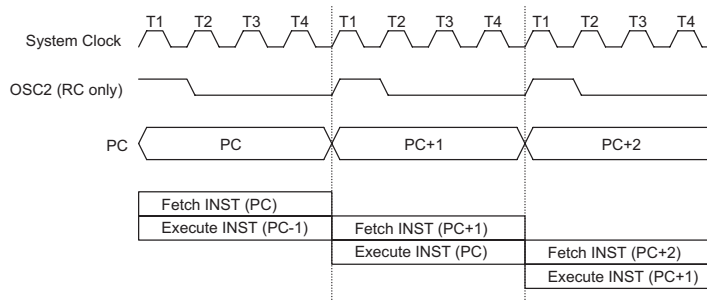 T1 T2 T3 T4 T1 T2 T3 T4 T1 T2 T3 T4
System Clock
OSC2 (RC only)
PC PC PC+1 PC+2
Fetch INST (PC)
Execute INST (PC-1) Fetch INST (PC+1)
Execute INST (PC) Fetch INST (PC+2)
Execute INST (PC+1)